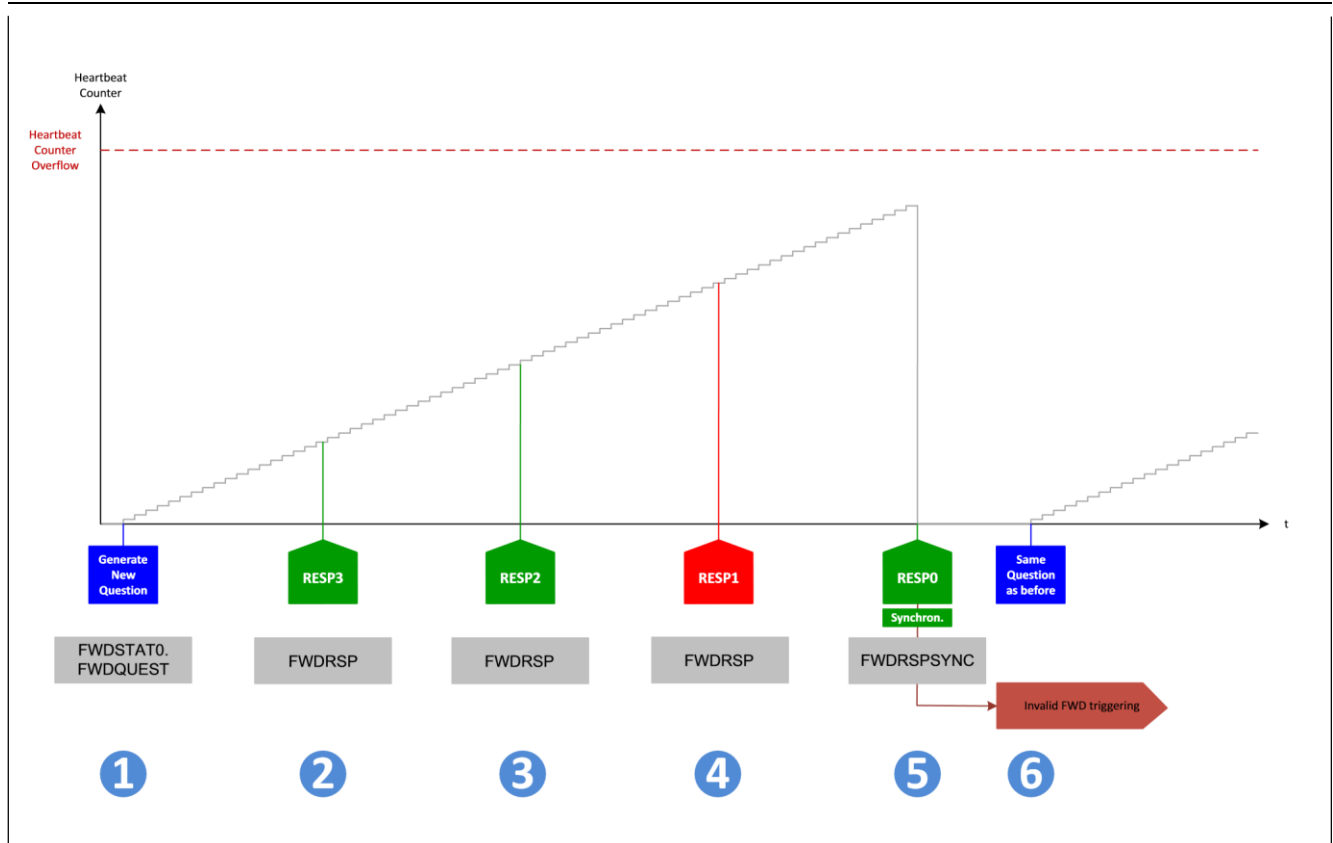 Heartbeat
Counter
Heartbeat
Counter
Overflow
t
Generate
New
Question
RESP3
RESP2
RESP1
RESP0
Same
Question
as before
Synchron.
FWDSTAT0.
FWDQUEST
FWDRSP
FWDRSP
FWDRSP
FWDRSPSYNC
Invalid FWD triggering
1
2
3
4
5
6